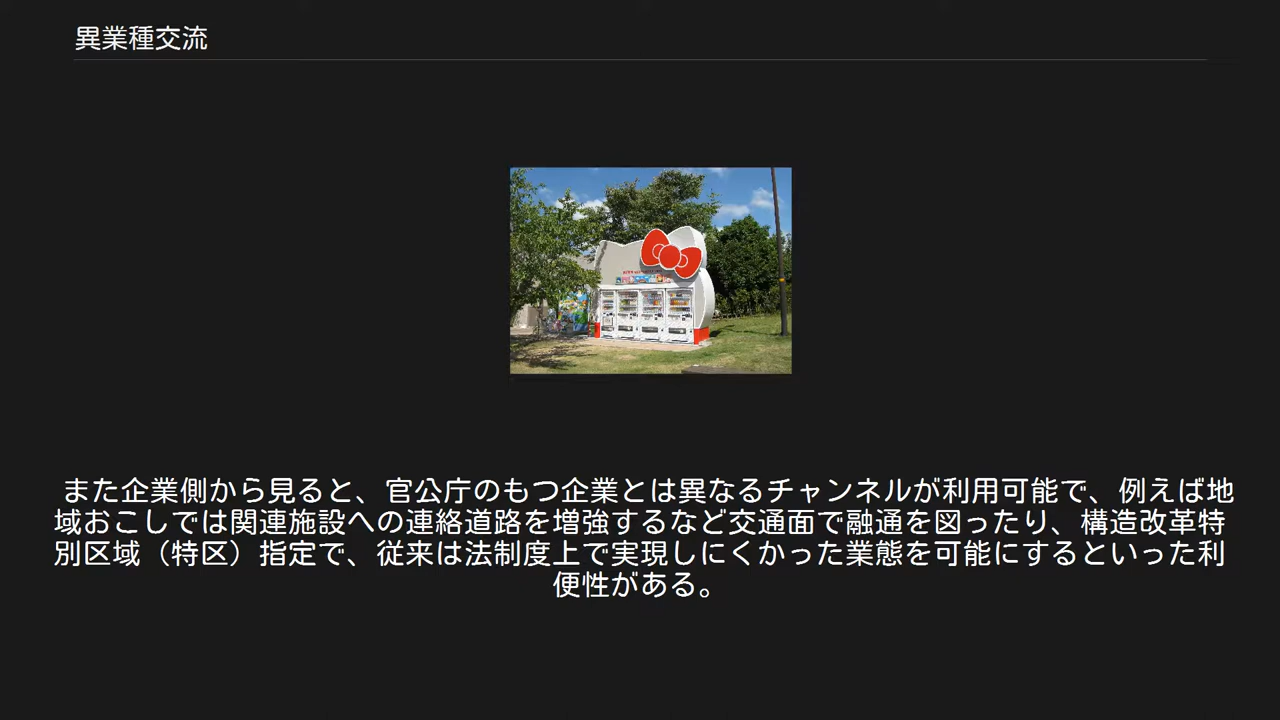 異業種交流
また企業側から見ると、官公庁のもつ企業とは異なるチャンネルが利用可能で、例えば地
域おこしでは関連施設への連絡道路を増強するなど交通面で融通を図ったり、構造改革特
別区域（特区）指定で、従来は法制度上で実現しにくかった業態を可能にするといった利
便性がある。